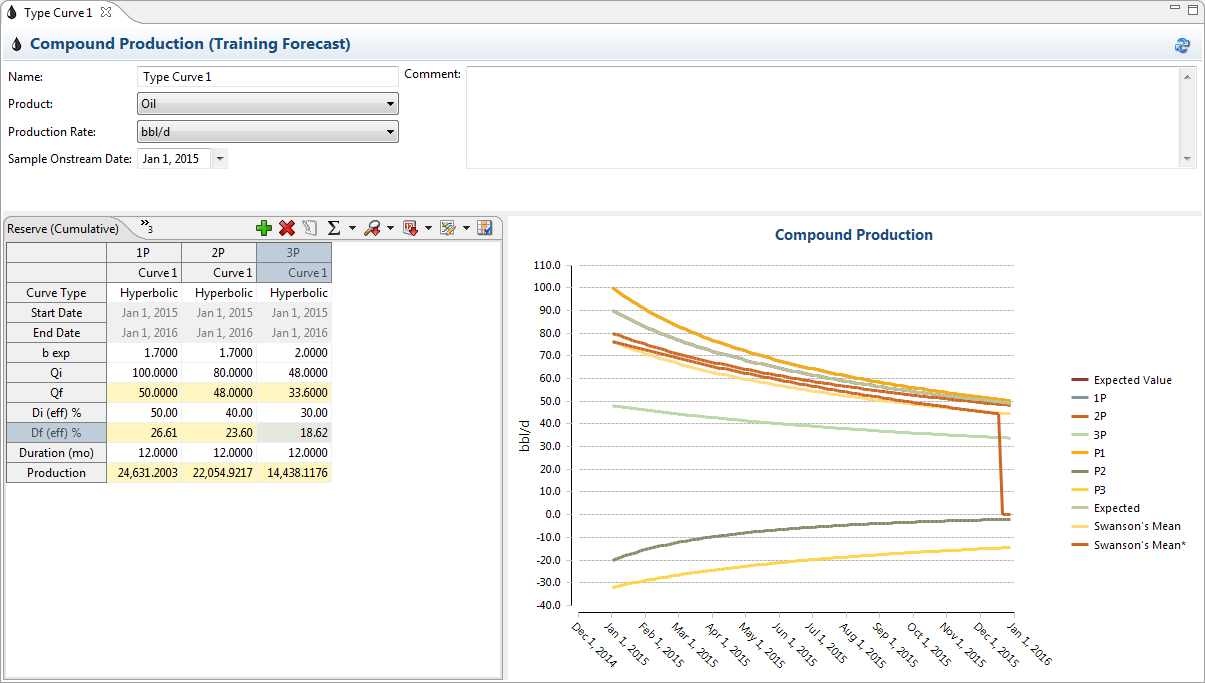 Type Curve 1
Compound Production (Training Forecast)
Name: Type Curve 1 Comment:
Product: Oil
Production Rate: bbl/d
Sample Onstream Date: Jan 1, 2015
Reserve (Cumulative) »3
1P 2P 3P
Curve 1 Curve 1 Curve 1
Curve Type Hyperbolic Hyperbolic Hyperbolic
Start Date Jan 1, 2015 Jan 1, 2015 Jan 1, 2015
End Date Jan 1, 2016 Jan 1, 2016 Jan 1, 2016
b exp 1.7000 1.7000 2.0000
Qi 100.0000 80.0000 48.0000
Qf 50.0000 48.0000 33.6000
Di (eff) % 50.00 40.00 30.00
Df (eff) % 26.61 23.60 18.62
Duration (mo) 12.0000 12.0000 12.0000
Production 24,631.2003 22,054.9217 14,438.1176
Compound Production
110.0
100.0
90.0
80.0
70.0
60.0
50.0
40.0
30.0
20.0
10.0
0.0
-10.0
-20.0
-30.0
-40.0
bbl/d
Dec 1, 2014
Jan 1, 2015
Feb 1, 2015
Mar 1, 2015
Apr 1, 2015
May 1, 2015
Jun 1, 2015
Jul 1, 2015
Aug 1, 2015
Sep 1, 2015
Oct 1, 2015
Nov 1, 2015
Dec 1, 2015
Jan 1, 2016
Expected Value
1P
2P
3P
P1
P2
P3
Expected
Swanson's Mean
Swanson's Mean*